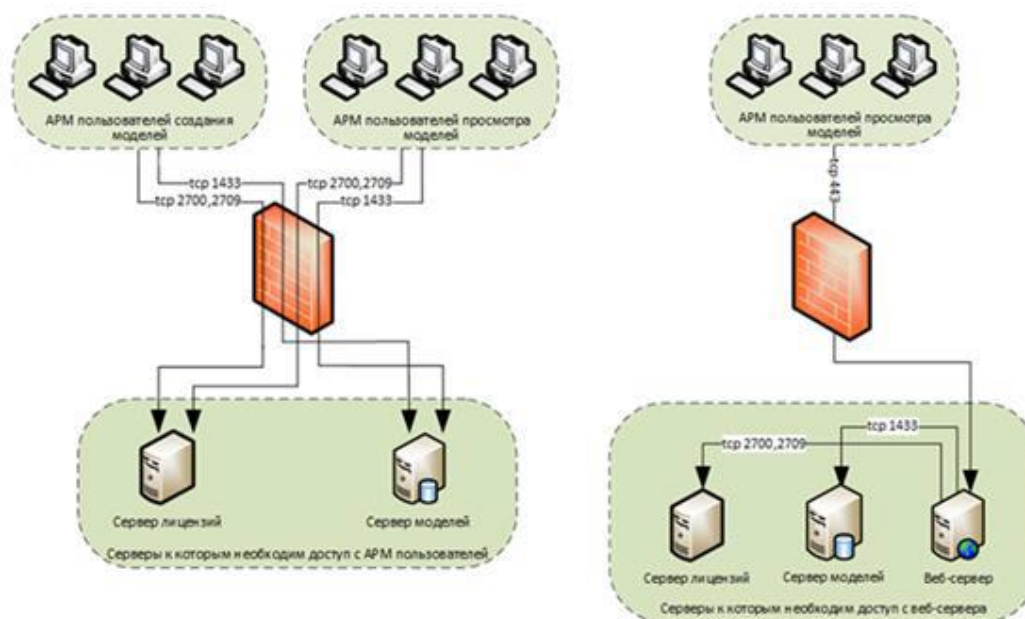 АРМ пользователей создания
моделей
АРМ пользователей просмотра
моделей
tcp 1433
tcp 2700,2709
tcp 2700,2709
tcp 1433
Сервер лицензий
Сервер моделей
Серверы к которым необходим доступ с АРМ пользователей
АРМ пользователей просмотра
моделей
tcp 443
tcp 1433
tcp 2700,2709
Сервер лицензий
Сервер моделей
Веб-сервер
Серверы к которым необходим доступ с веб-сервера